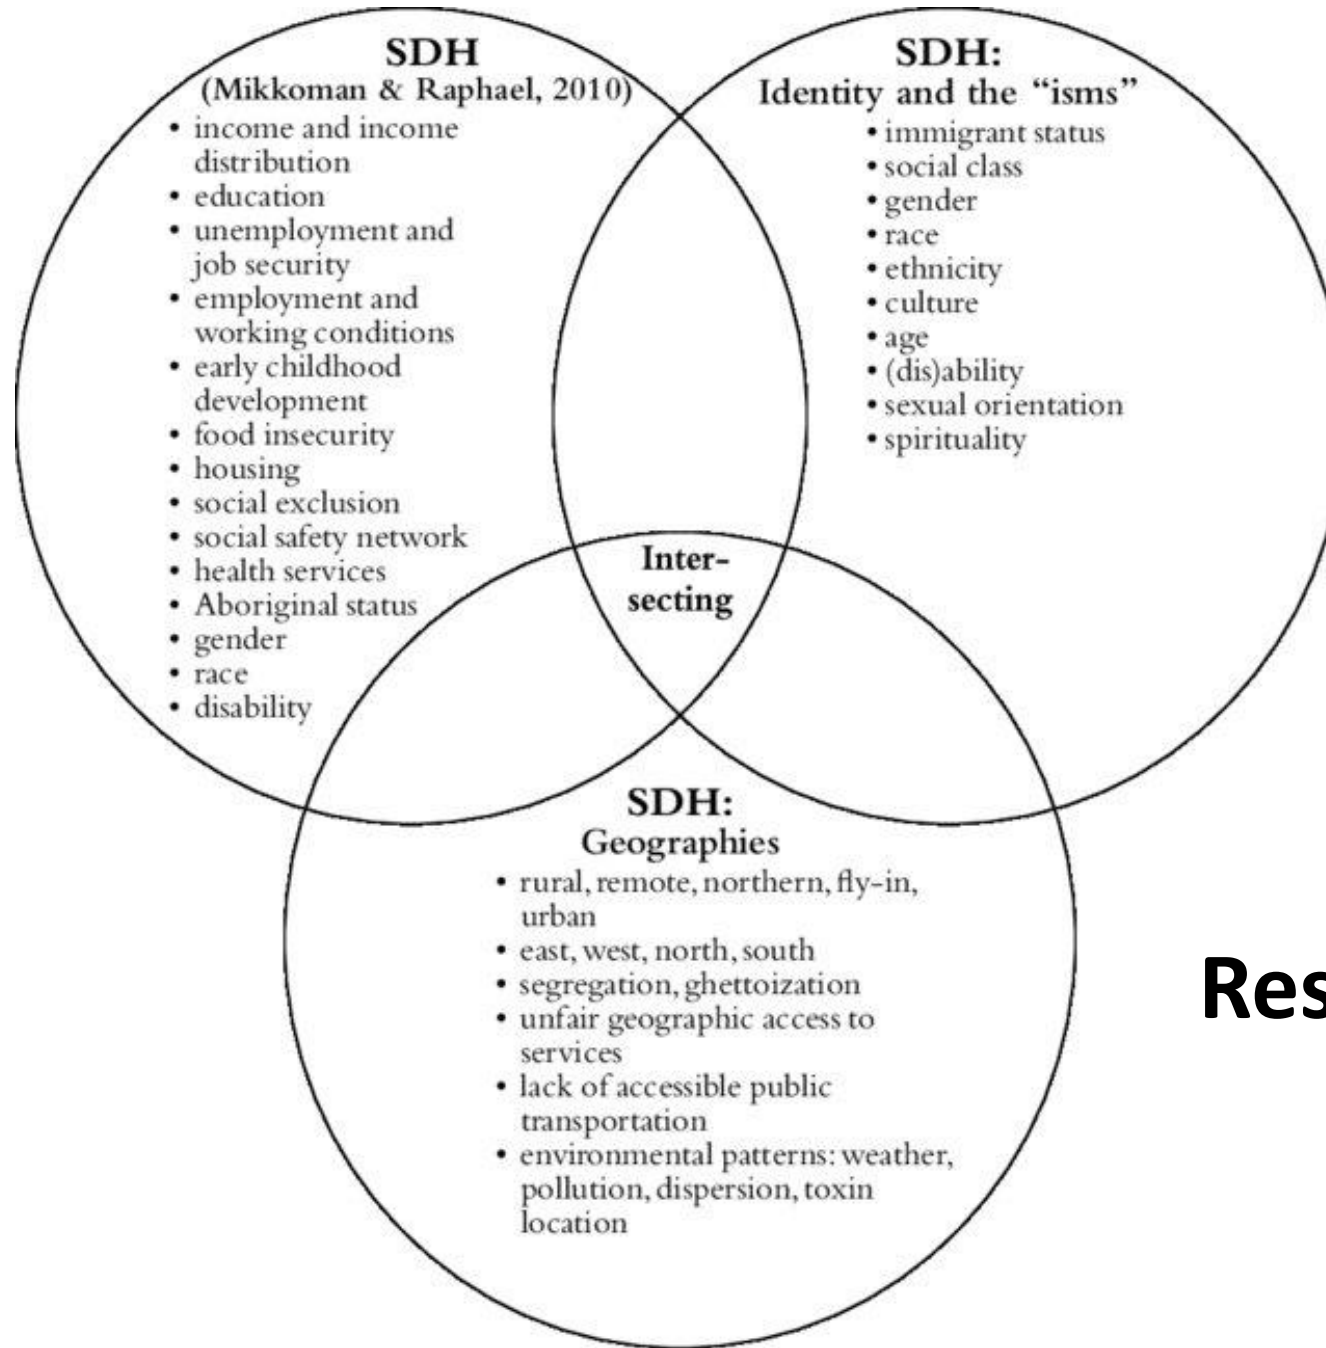 SDH
(Mikkoman & Raphael, 2010)
• income and income
distribution
• education
• unemployment and
job security
• employment and
working conditions
• early childhood
development
• food insecurity
• housing
• social exclusion
• social safety network
• health services
• Aboriginal status
• gender
• race
• disability
SDH:
Identity and the “isms”
• immigrant status
• social class
• gender
• race
• ethnicity
• culture
• age
• (dis)ability
• sexual orientation
• spirituality
Inter-
secting
SDH:
Geographies
• rural, remote, northern, fly-in,
urban
• east, west, north, south
• segregation, ghettoization
• unfair geographic access to
services
• lack of accessible public
transportation
• environmental patterns: weather,
pollution, dispersion, toxin
location
Res